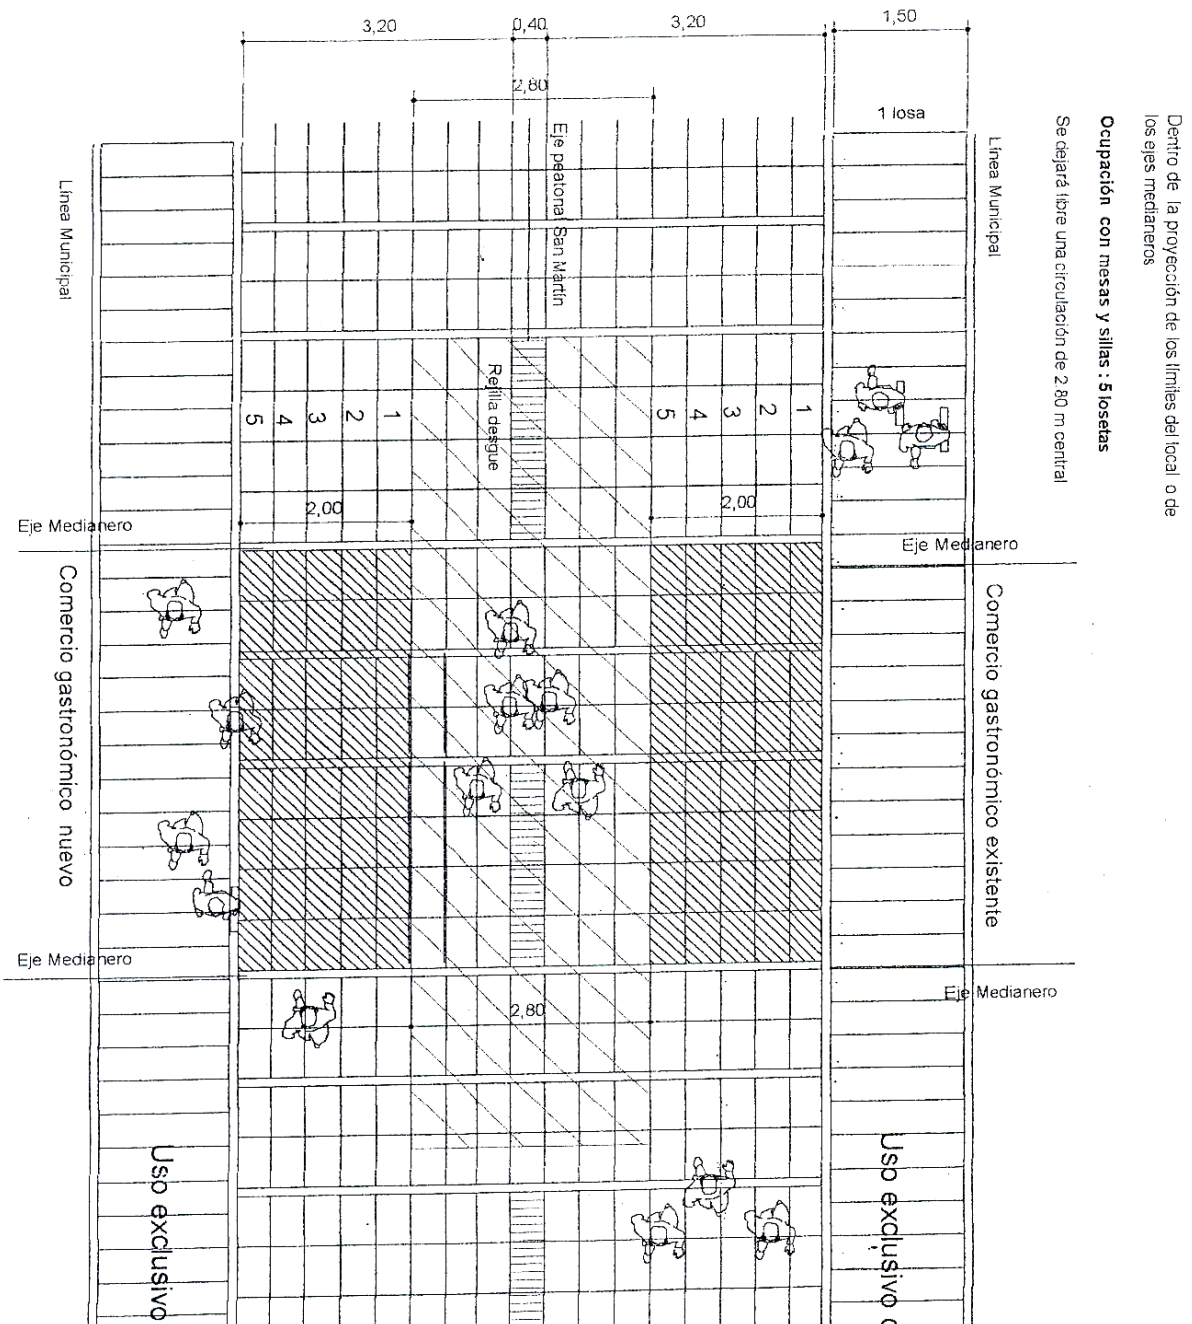 3,20
0,40
3,20
1,50
2,80
1 losa
Dentro de la proyección de los límites del local o de
los ejes medianeros
Ocupación con mesas y sillas : 5 losetas
Se dejará libre una circulación de 2.80 m central
Línea Municipal
Eje peatonal San Martín
Línea Municipal
Rejilla desgue
5 4 3 2 1
5 4 3 2 1
2,00
2,00
Eje Medianero
Eje Medianero
Comercio gastronómico nuevo
Comercio gastronómico existente
Eje Medianero
Eje Medianero
2,80
Uso exclusivo
Uso exclusivo